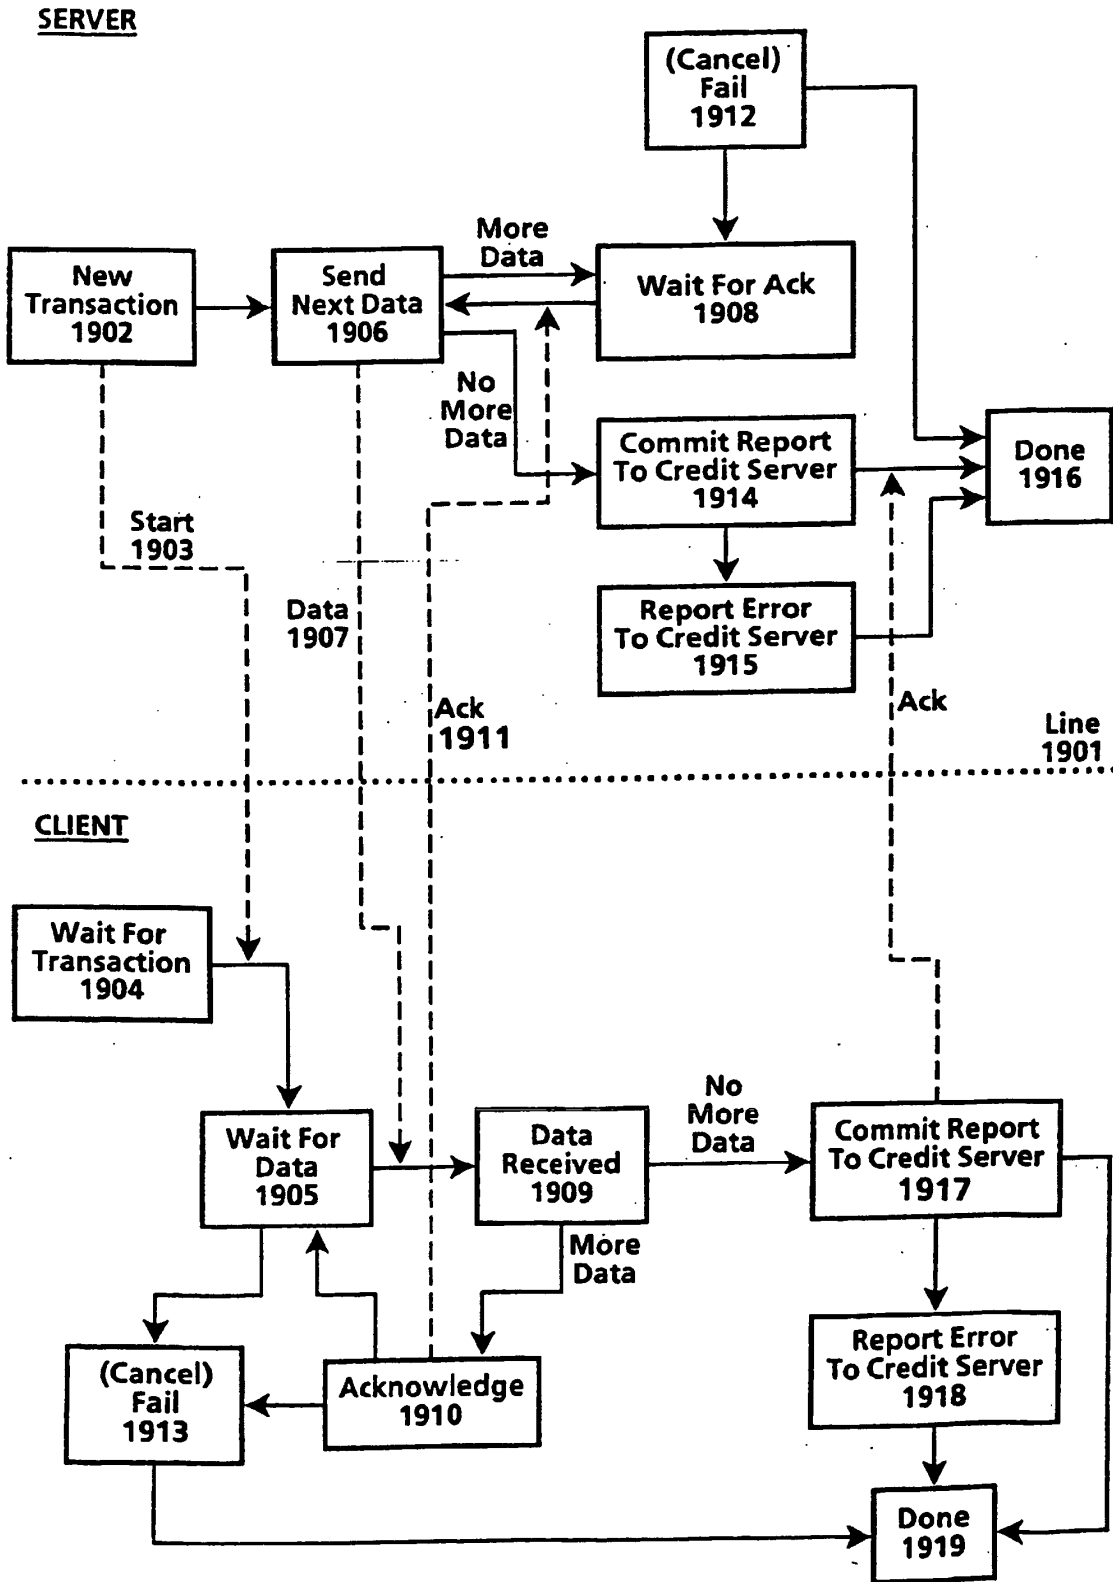 SERVER
(Cancel)
Fail
1912
More
Data
New
Transaction
1902
Send
Next Data
1906
Wait For Ack
1908
No
More
Data
Commit Report
To Credit Server
1914
Done
1916
Start
1903
Data
1907
Report Error
To Credit Server
1915
Ack
1911
Ack
Line
1901
CLIENT
Wait For
Transaction
1904
Wait For
Data
1905
Data
Received
1909
No
More
Data
Commit Report
To Credit Server
1917
More
Data
(Cancel)
Fail
1913
Acknowledge
1910
Report Error
To Credit Server
1918
Done
1919